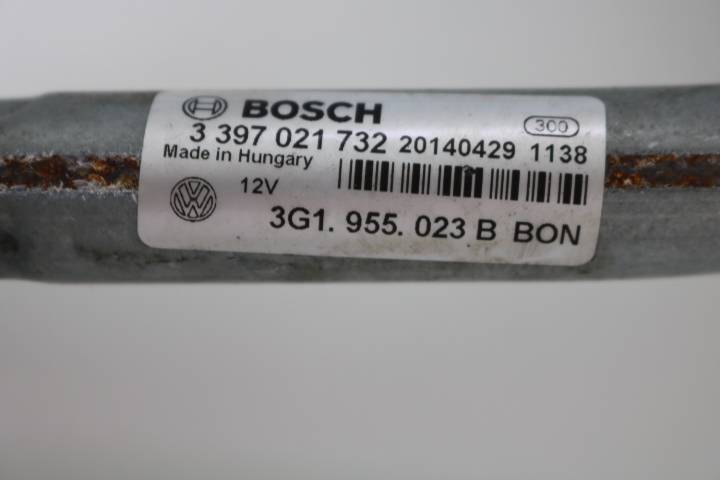 BOSCH
300
3 397 021 732 20140429 1138
Made in Hungary
12V
3G1. 955. 023 B BON